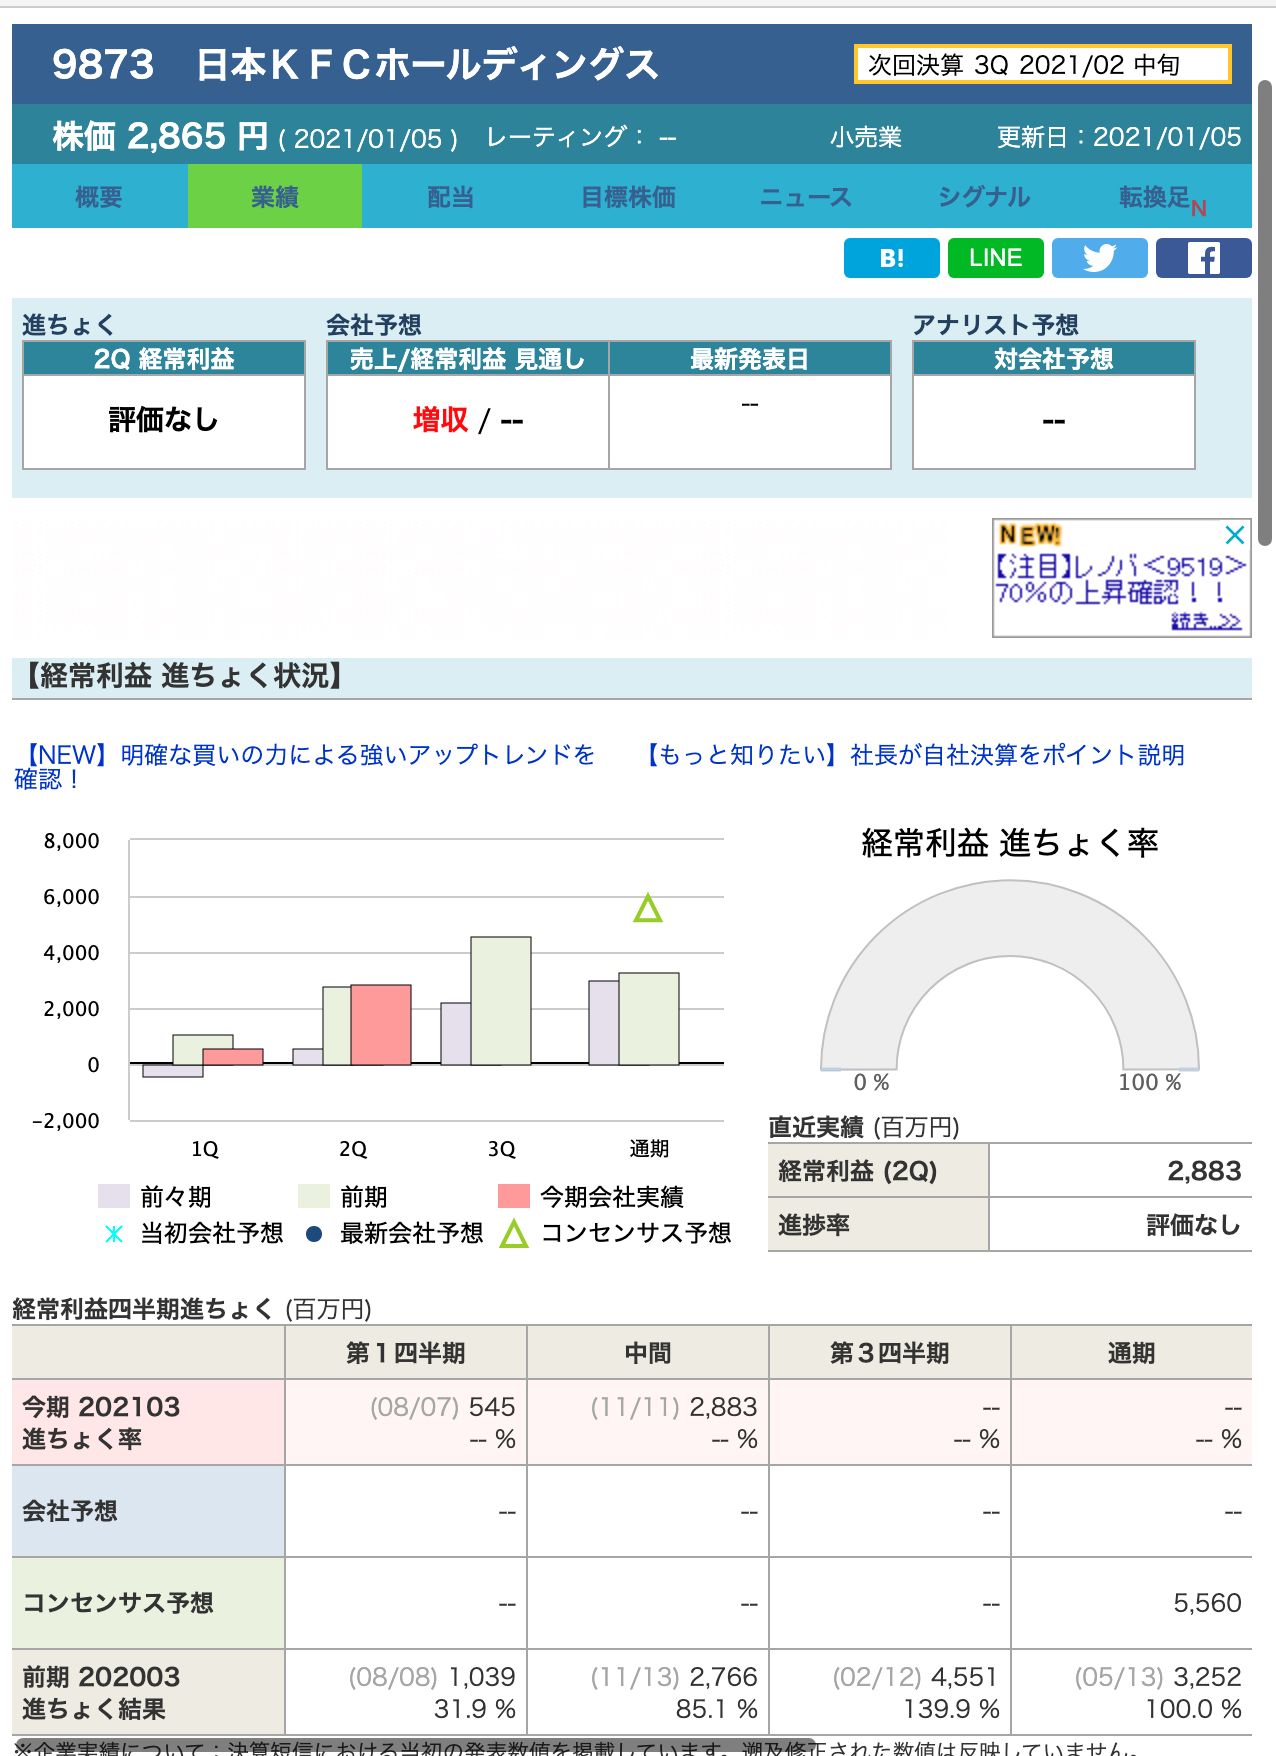 9873　日本ＫＦＣホールディングス
次回決算 3Q 2021/02 中旬
株価 2,865 円 ( 2021/01/05 )　レーティング： --　小売業　更新日：2021/01/05
概要　業績　配当　目標株価　ニュース　シグナル　転換足N
B!　LINE
進ちょく　会社予想　アナリスト予想
2Q 経常利益　売上/経常利益 見通し　最新発表日　対会社予想
評価なし　増収 / --　--　--
NEW!
【注目】レノバ<9519>
70%の上昇確認！！
続き..>>
【経常利益 進ちょく状況】
【NEW】明確な買いの力による強いアップトレンドを
確認！
【もっと知りたい】社長が自社決算をポイント説明
8,000
6,000
4,000
2,000
0
-2,000
1Q　2Q　3Q　通期
前々期　前期　今期会社実績
当初会社予想　最新会社予想　コンセンサス予想
経常利益 進ちょく率
0 %　100 %
直近実績 (百万円)
経常利益 (2Q)　2,883
進捗率　評価なし
経常利益四半期進ちょく (百万円)
第１四半期　中間　第３四半期　通期
今期 202103　(08/07) 545　(11/11) 2,883　--　--
進ちょく率　-- %　-- %　-- %　-- %
会社予想　--　--　--　--
コンセンサス予想　--　--　--　5,560
前期 202003　(08/08) 1,039　(11/13) 2,766　(02/12) 4,551　(05/13) 3,252
進ちょく結果　31.9 %　85.1 %　139.9 %　100.0 %
※企業実績について：決算短信における当初の発表数値を掲載しています。遡及修正された数値は反映していません。